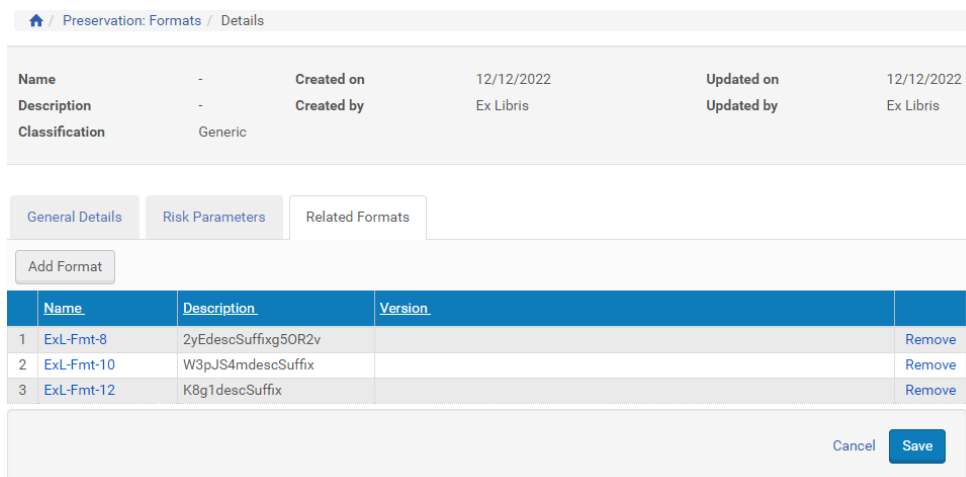 / Preservation: Formats / Details
Name - Created on 12/12/2022 Updated on 12/12/2022
Description - Created by Ex Libris Updated by Ex Libris
Classification Generic
General Details Risk Parameters Related Formats
Add Format
Name Description Version
1 ExL-Fmt-8 2yEdescSuffixg5OR2v Remove
2 ExL-Fmt-10 W3pJS4mdescSuffix Remove
3 ExL-Fmt-12 K8g1descSuffix Remove
Cancel Save